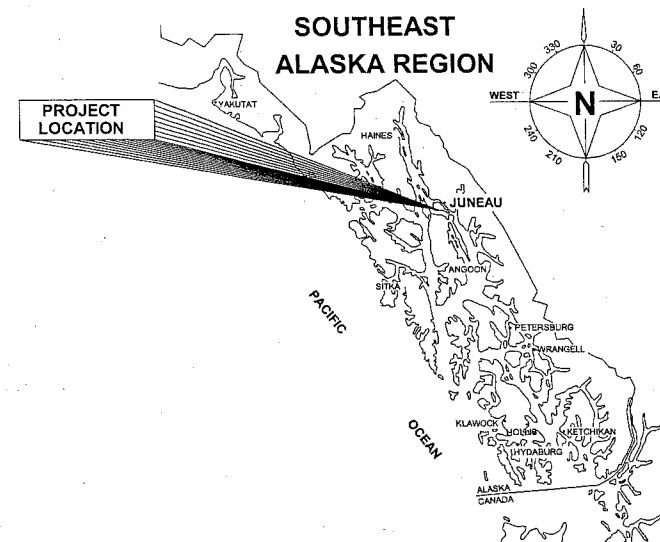 SOUTHEAST
ALASKA REGION
PROJECT
LOCATION
YAKUTAT
HAINES
JUNEAU
ANGOON
SITKA
PACIFIC
OCEAN
PETERSBURG
WRANGELL
KLAWOCK
HOLLIS
KETCHIKAN
HYDABURG
ALASKA
CANADA
330
30
300
60
WEST
N
E
240
120
210
150